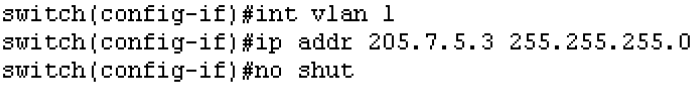 switch(config-if)#int vlan 1
switch(config-if)#ip addr 205.7.5.3 255.255.255.0
switch(config-if)#no shut